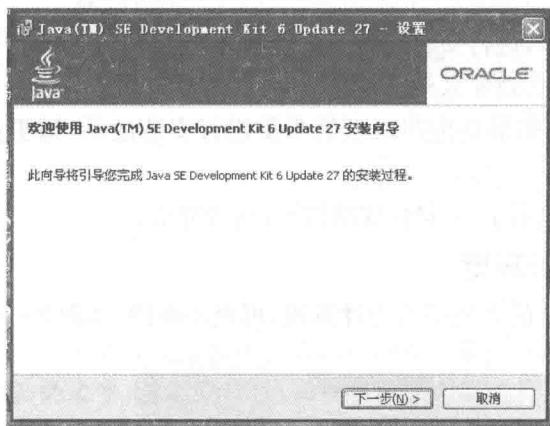 Java(TM) SE Development Kit 6 Update 27 - 设置
Java
ORACLE
欢迎使用 Java(TM) SE Development Kit 6 Update 27 安装向导
此向导将引导您完成 Java SE Development Kit 6 Update 27 的安装过程。
下一步(N) >
取消